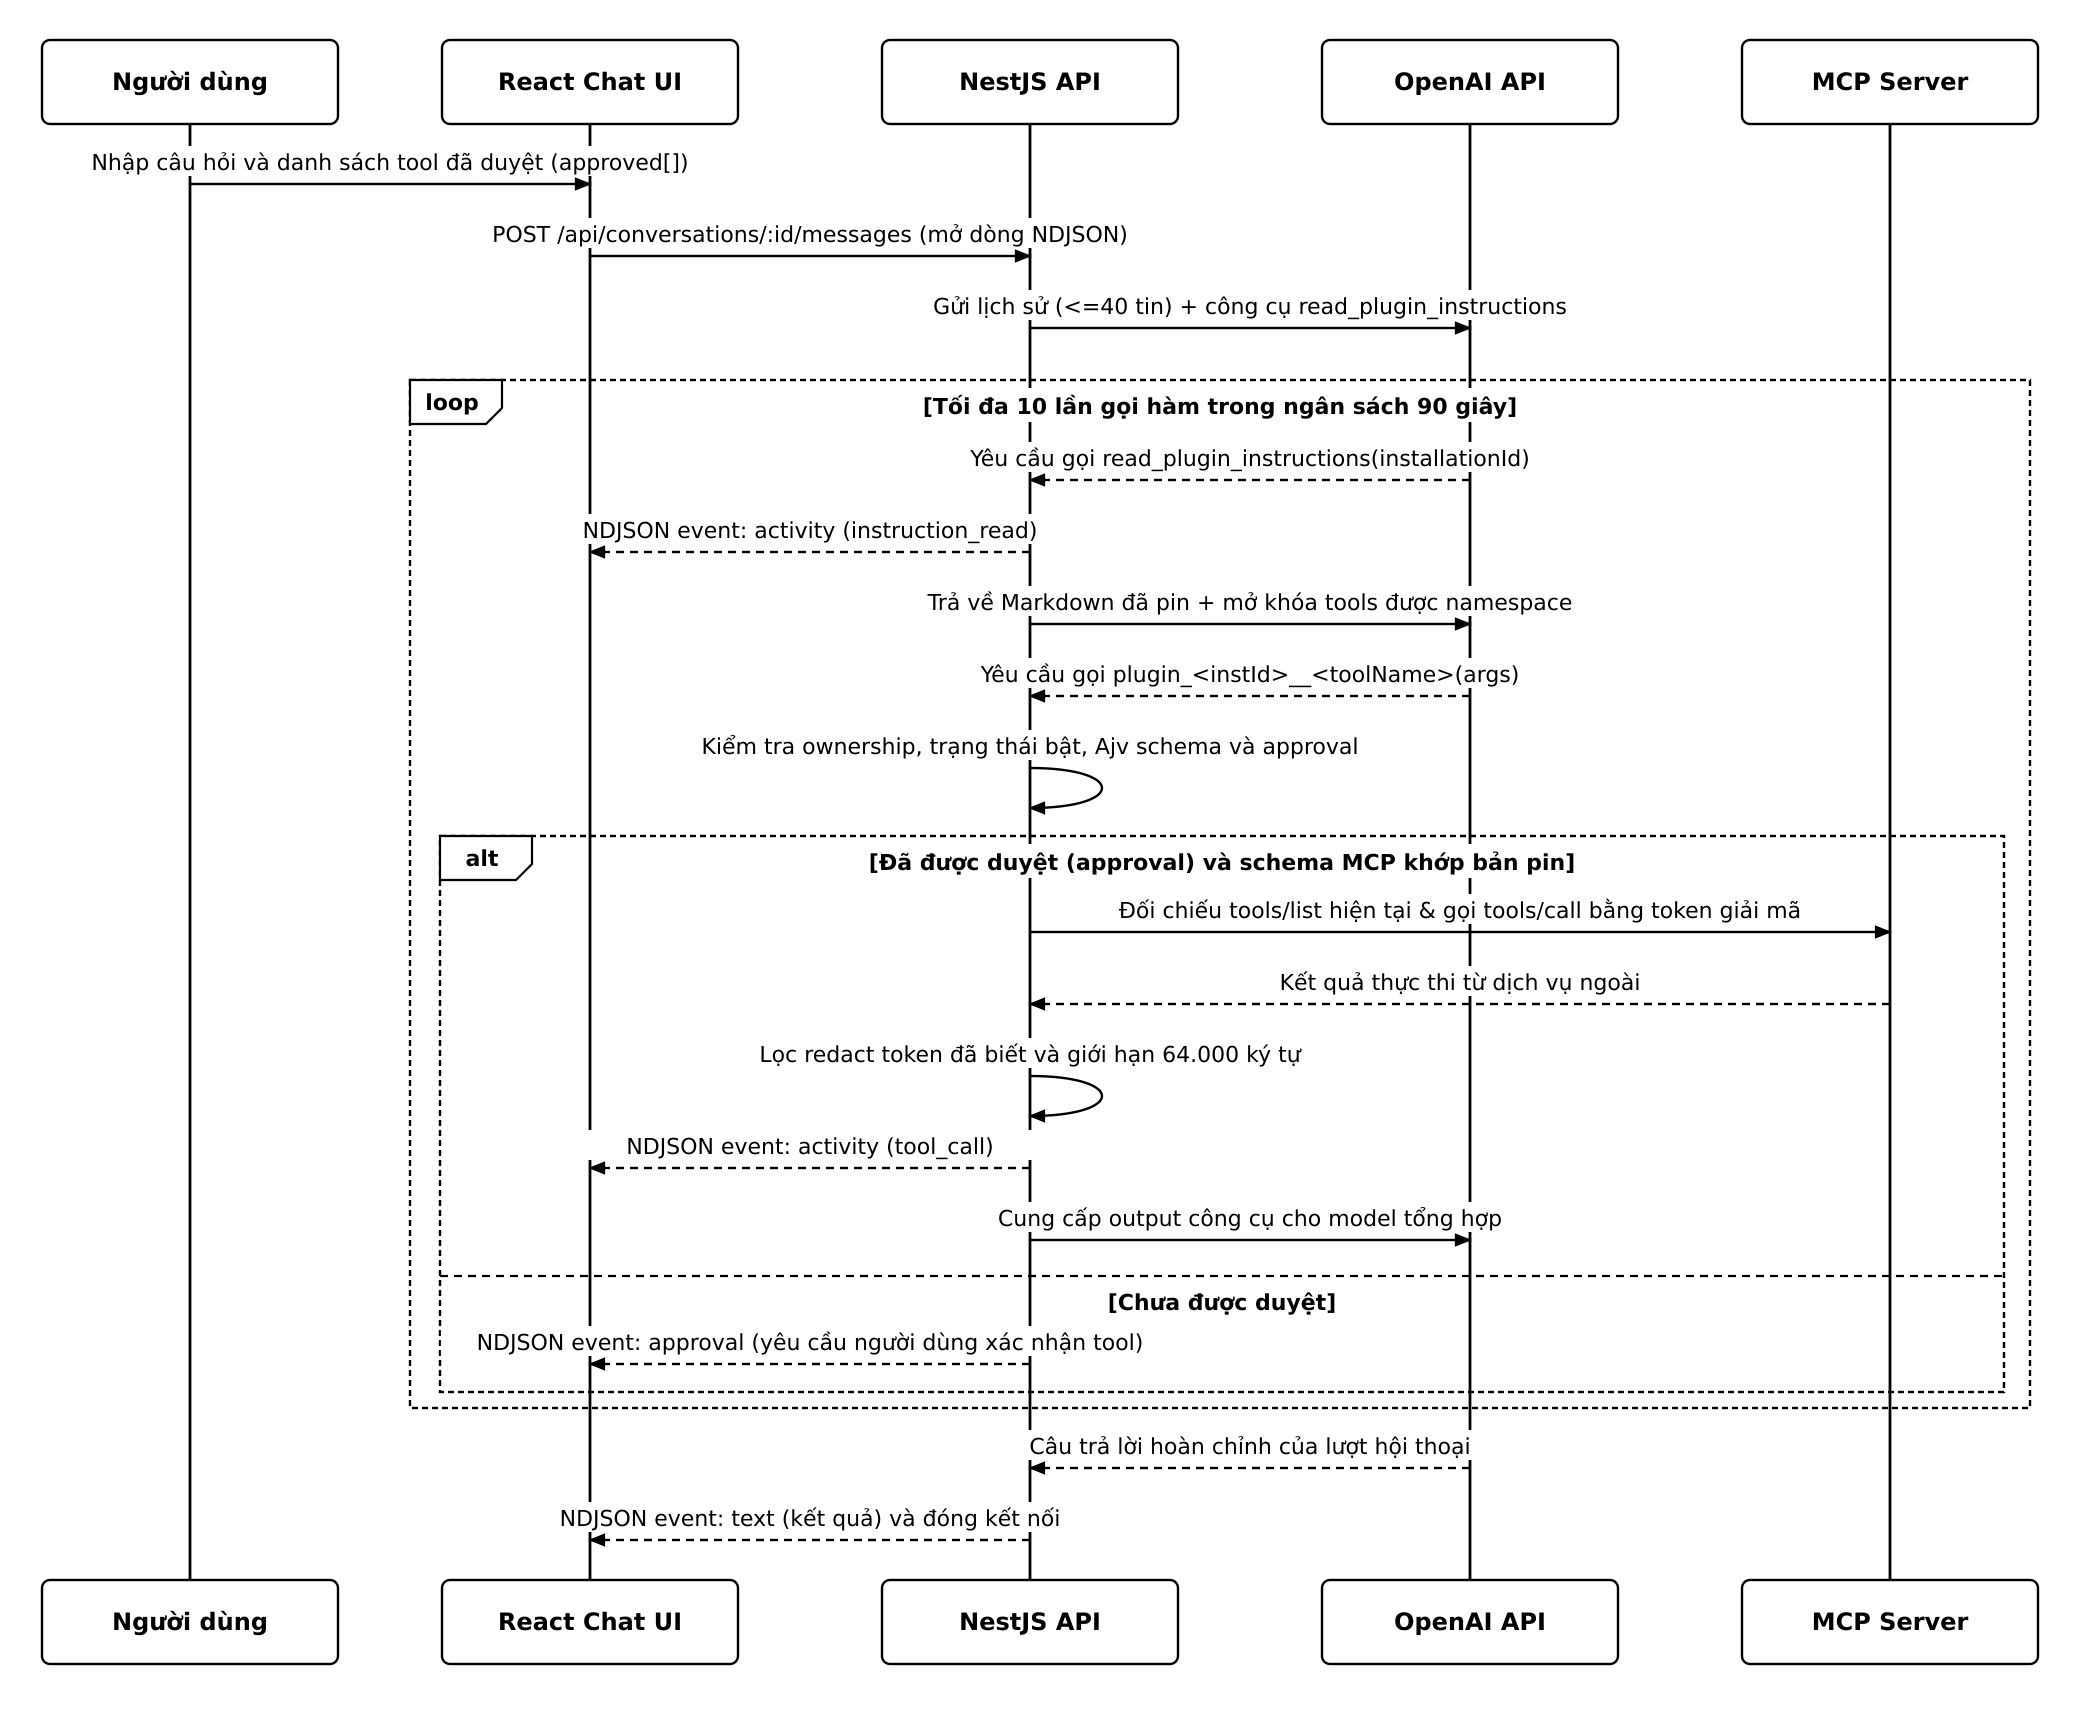 Người dùng
React Chat UI
NestJS API
OpenAI API
MCP Server
Nhập câu hỏi và danh sách tool đã duyệt (approved[])
POST /api/conversations/:id/messages (mở dòng NDJSON)
Gửi lịch sử (<=40 tin) + công cụ read_plugin_instructions
loop
[Tối đa 10 lần gọi hàm trong ngân sách 90 giây]
Yêu cầu gọi read_plugin_instructions(installationId)
NDJSON event: activity (instruction_read)
Trả về Markdown đã pin + mở khóa tools được namespace
Yêu cầu gọi plugin_<instId>__<toolName>(args)
Kiểm tra ownership, trạng thái bật, Ajv schema và approval
alt
[Đã được duyệt (approval) và schema MCP khớp bản pin]
Đối chiếu tools/list hiện tại & gọi tools/call bằng token giải mã
Kết quả thực thi từ dịch vụ ngoài
Lọc redact token đã biết và giới hạn 64.000 ký tự
NDJSON event: activity (tool_call)
Cung cấp output công cụ cho model tổng hợp
[Chưa được duyệt]
NDJSON event: approval (yêu cầu người dùng xác nhận tool)
Câu trả lời hoàn chỉnh của lượt hội thoại
NDJSON event: text (kết quả) và đóng kết nối
Người dùng
React Chat UI
NestJS API
OpenAI API
MCP Server